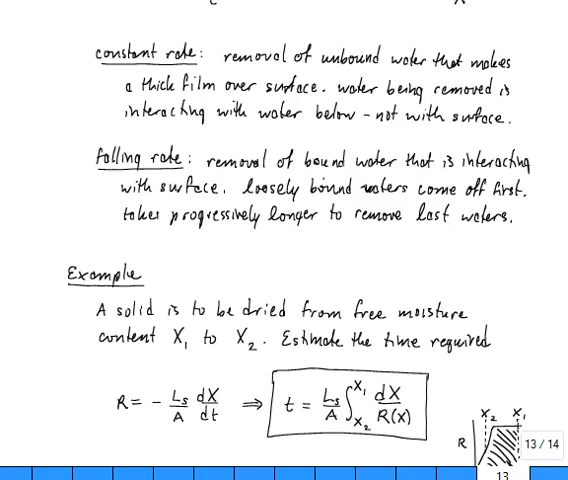 constant rate: removal of unbound water that makes
a thick film over surface. water being removed is
interacting with water below - not with surface.
falling rate: removal of bound water that is interacting
with surface. loosely bound waters come off first.
takes progressively longer to remove last waters.
Example
A solid is to be dried from free moisture
content X₁ to X₂. Estimate the time required
R = - Ls/A dX/dt ⇒ t = Ls/A ∫_{X₂}^{X₁} dX/R(x)
X₂ X₁
R
13 / 14
13